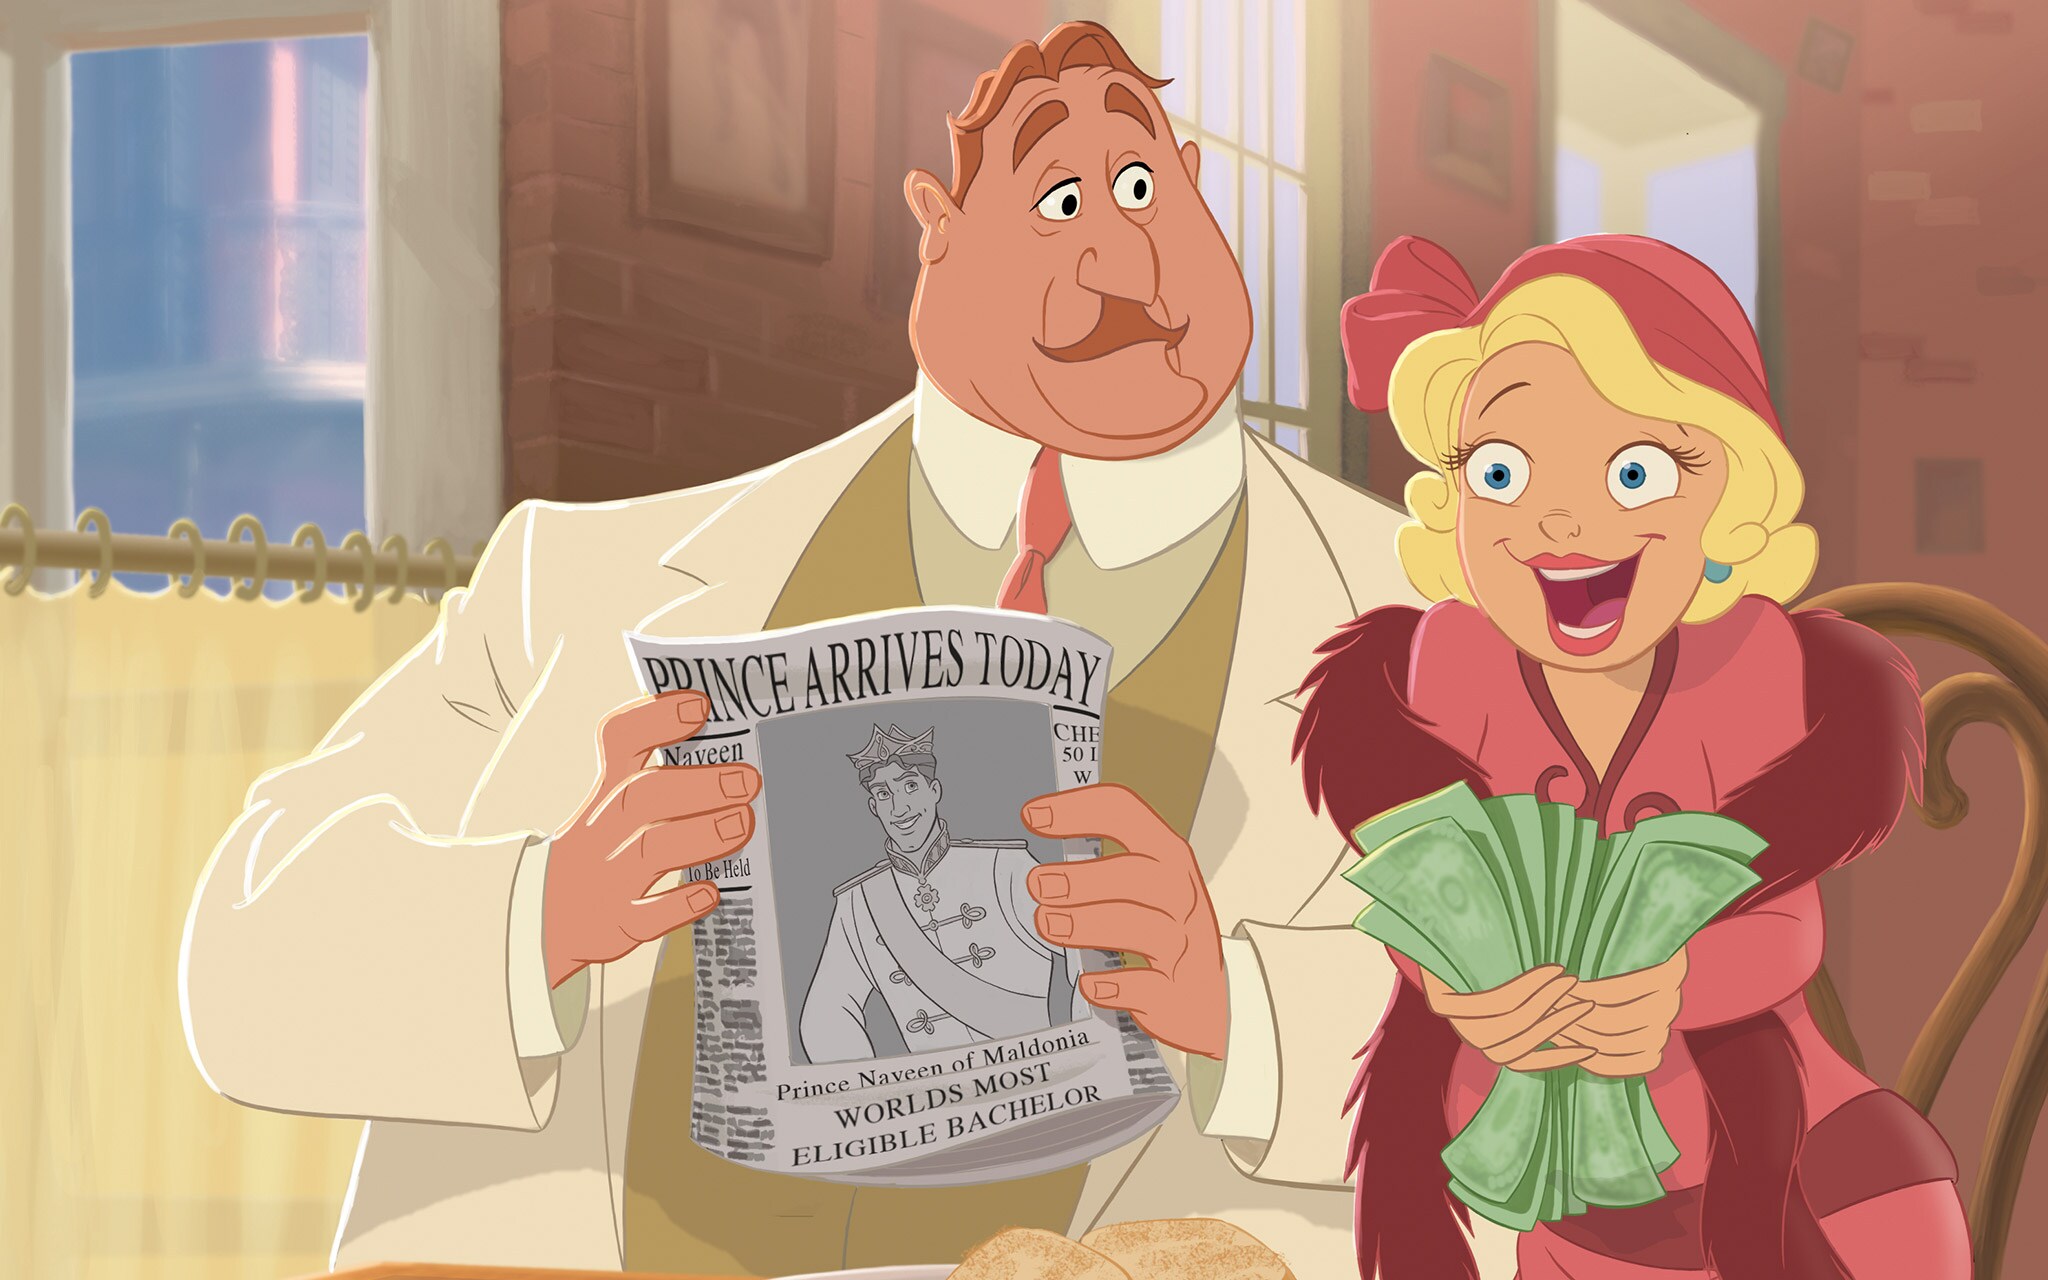 PRINCE ARRIVES TODAY
Naveen
To Be Held
CHE
50 L
W
Prince Naveen of Maldonia
WORLDS MOST
ELIGIBLE BACHELOR